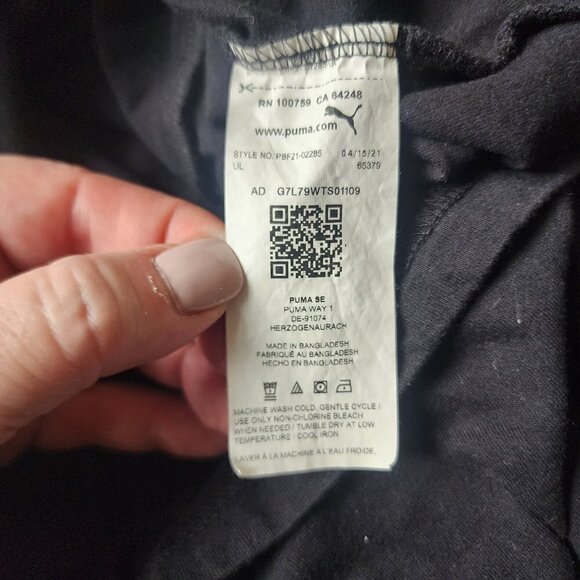 RN 100759 CA 64248
www.puma.com
STYLE NO. PBF21-02285 04/15/21
UL 65379
AD G7L79WTS01109
PUMA SE
PUMA WAY 1
DE-91074
HERZOGENAURACH
MADE IN BANGLADESH
FABRIQUÉ AU BANGLADESH
HECHO EN BANGLADESH
MACHINE WASH COLD, GENTLE CYCLE /
USE ONLY NON-CHLORINE BLEACH
WHEN NEEDED / TUMBLE DRY AT LOW
TEMPERATURE / COOL IRON
LAVER À LA MACHINE À L'EAU FROIDE,